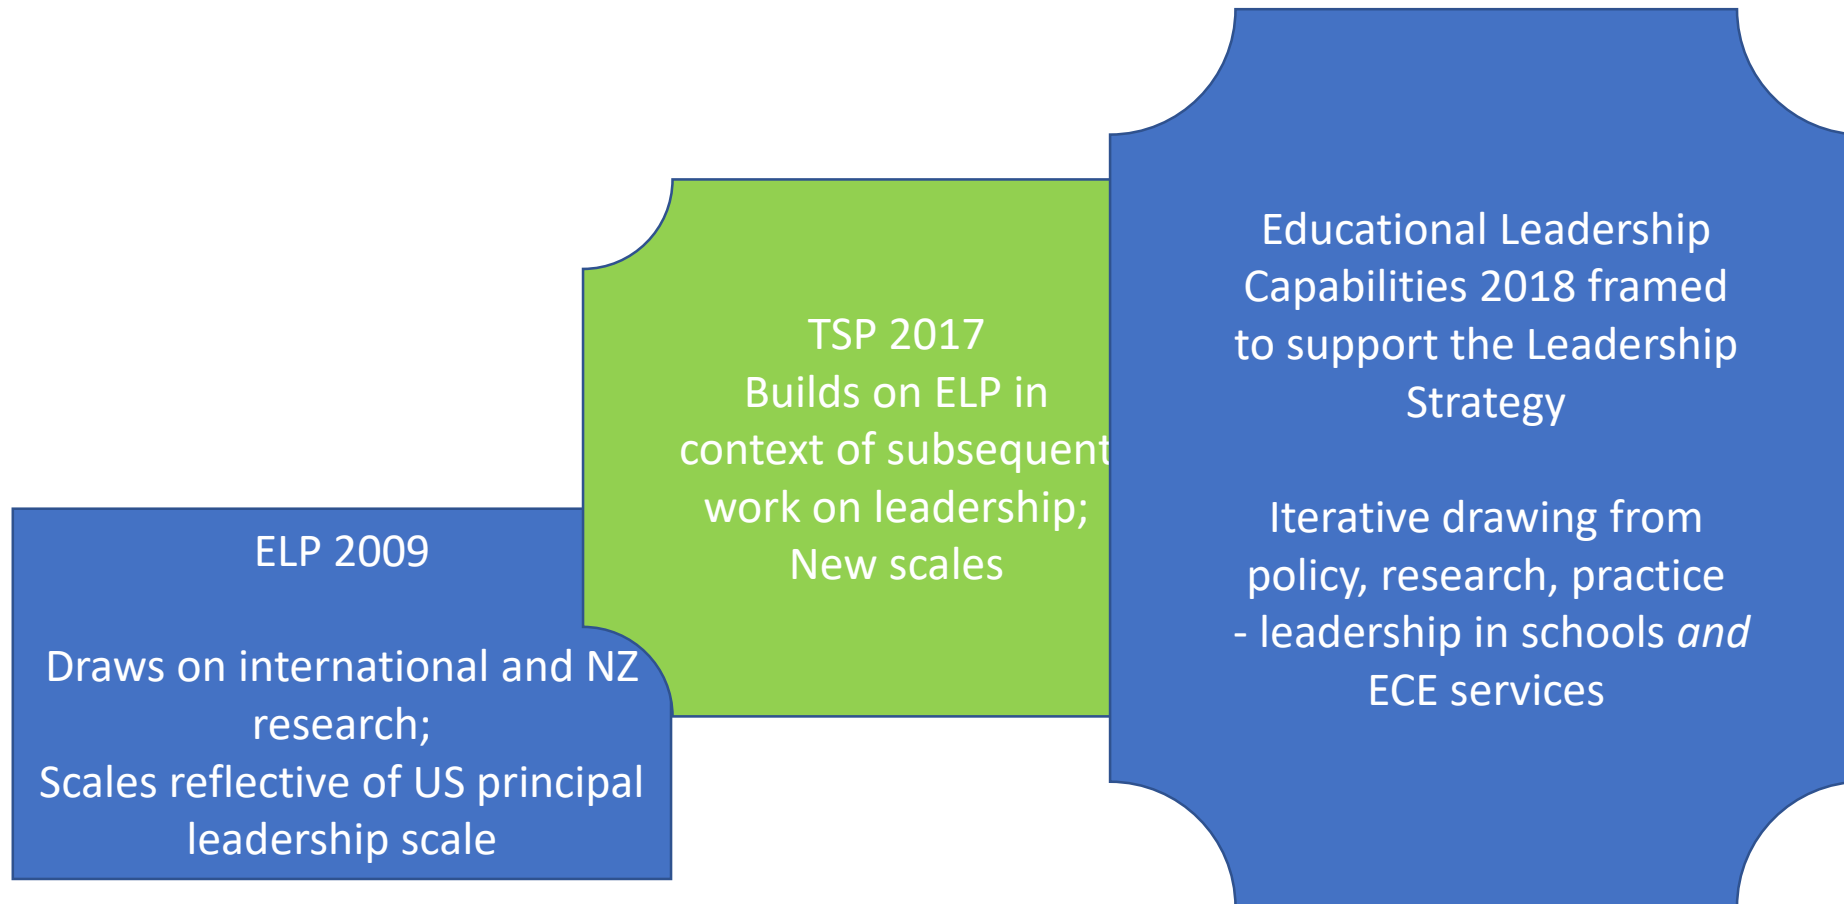 ELP 2009
Draws on international and NZ
research;
Scales reflective of US principal
leadership scale
TSP 2017
Builds on ELP in
context of subsequent
work on leadership;
New scales
Educational Leadership
Capabilities 2018 framed
to support the Leadership
Strategy
Iterative drawing from
policy, research, practice
- leadership in schools and
ECE services